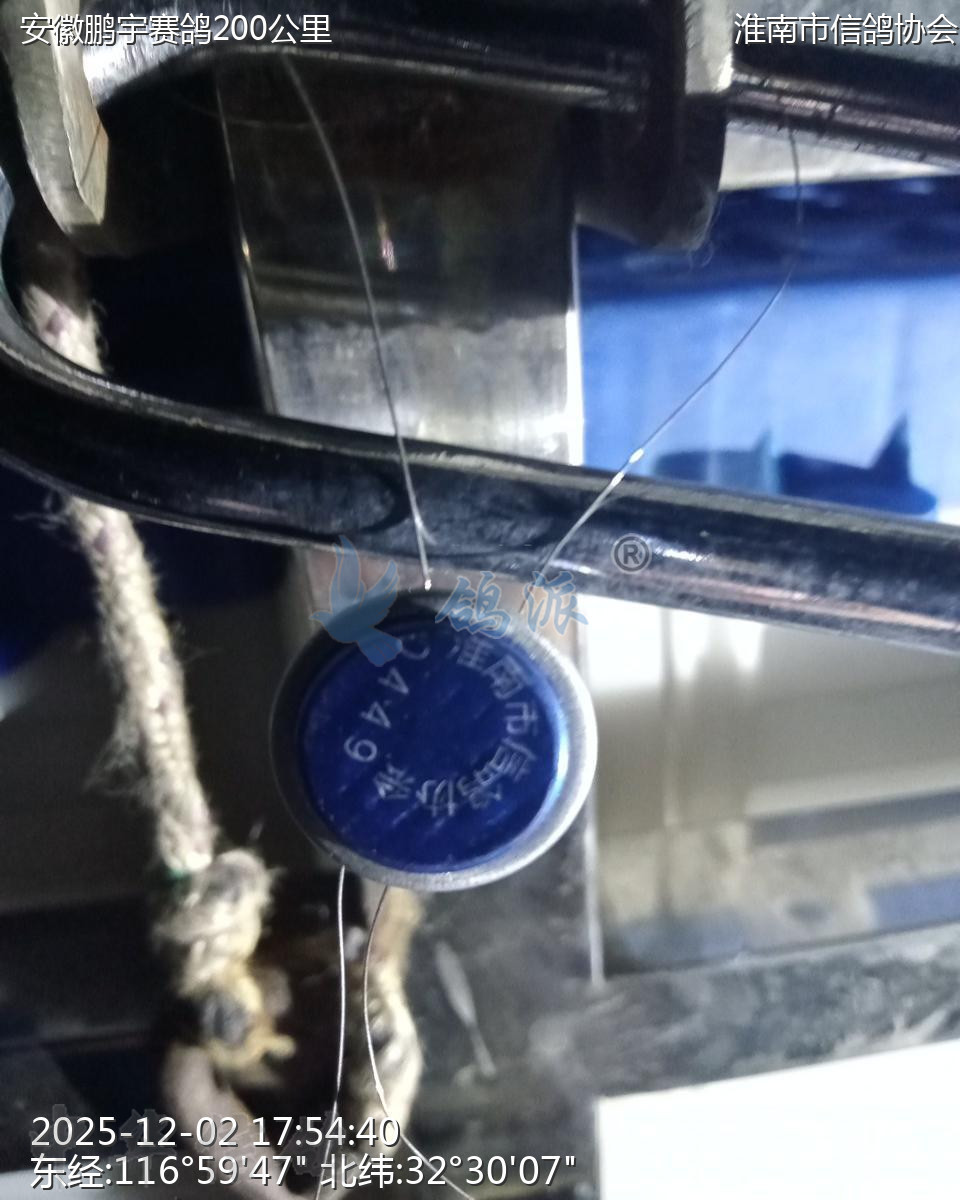 安徽鹏宇赛鸽200公里
淮南市信鸽协会
®
鸽派
淮南市信鸽协会
2025-12-02 17:54:40
东经:116°59'47" 北纬:32°30'07"